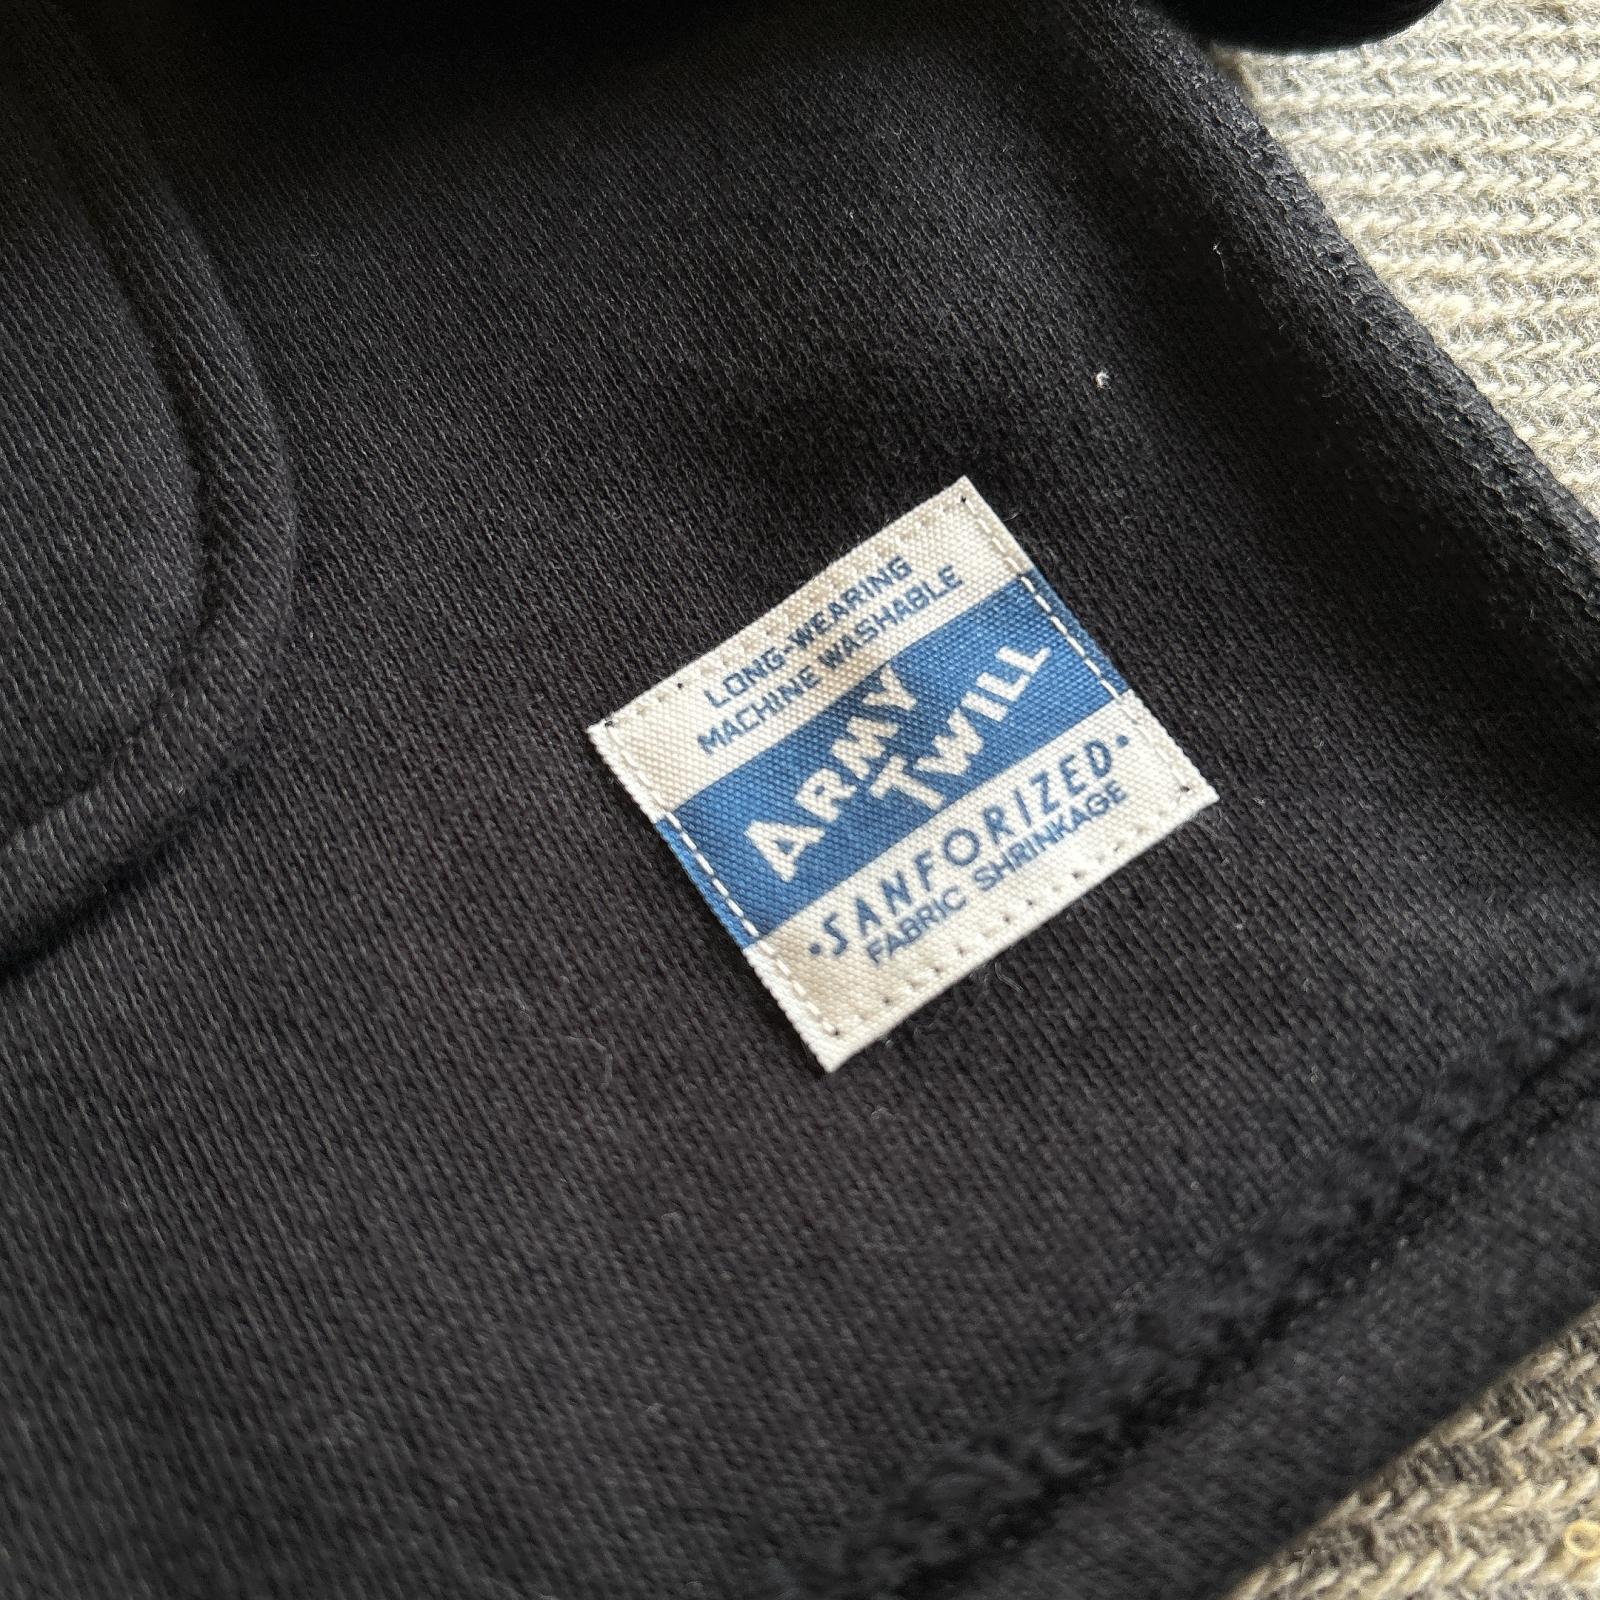 LONG-WEARING
MACHINE WASHABLE
ARMY
TWILL
·SANFORIZED·
FABRIC SHRINKAGE